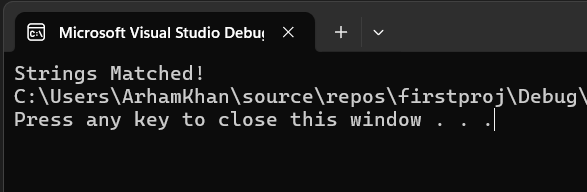 Microsoft Visual Studio Debu
Strings Matched!
C:\Users\ArhamKhan\source\repos\firstproj\Debug\
Press any key to close this window . . .